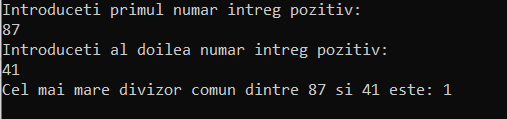 Introduceti primul numar intreg pozitiv:
87
Introduceti al doilea numar intreg pozitiv:
41
Cel mai mare divizor comun dintre 87 si 41 este: 1